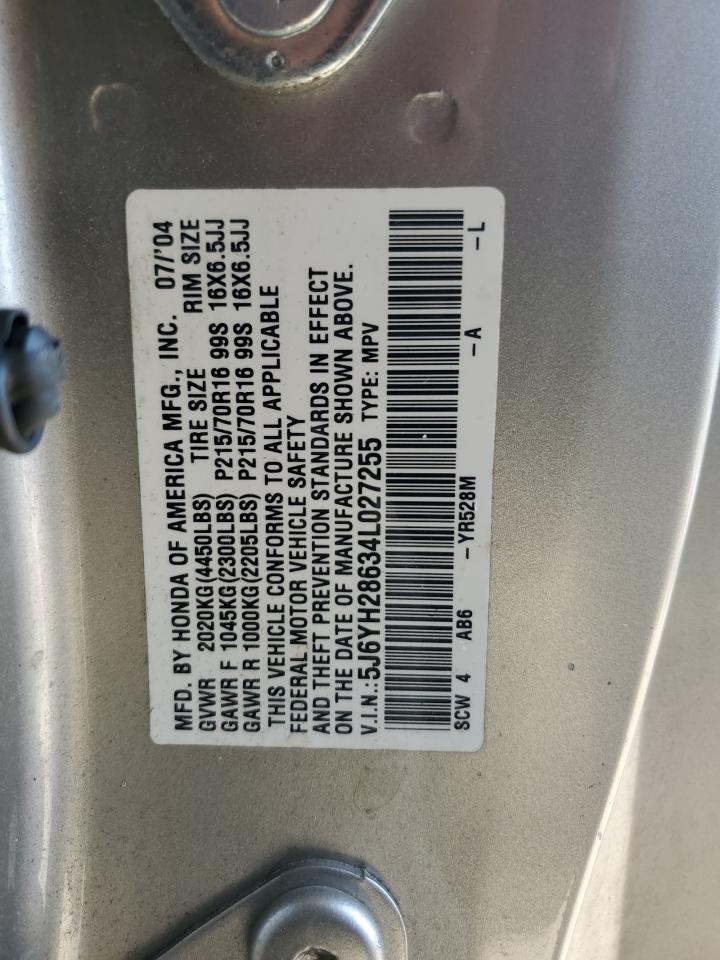 MFD. BY HONDA OF AMERICA MFG., INC. 07/'04
GVWR 2020KG(4450LBS) TIRE SIZE RIM SIZE
GAWR F 1045KG(2300LBS) P215/70R16 99S 16X6.5JJ
GAWR R 1000KG(2205LBS) P215/70R16 99S 16X6.5JJ
THIS VEHICLE CONFORMS TO ALL APPLICABLE
FEDERAL MOTOR VEHICLE SAFETY
AND THEFT PREVENTION STANDARDS IN EFFECT
ON THE DATE OF MANUFACTURE SHOWN ABOVE.
V.I.N.:5J6YH28634L027255 TYPE: MPV
SCW 4 AB6 -YR528M -A -L